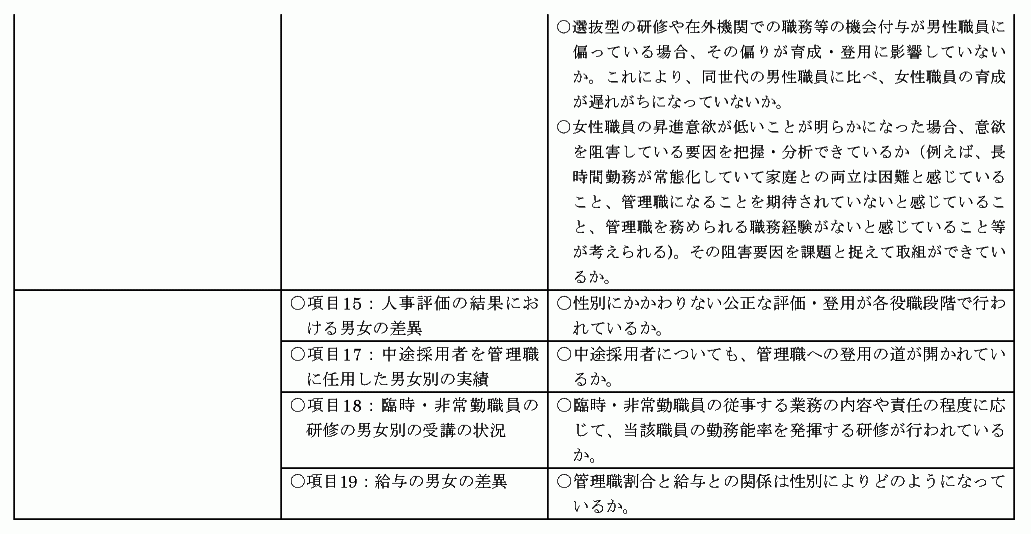 ○選抜型の研修や在外機関での職務等の機会付与が男性職員に
偏っている場合、その偏りが育成・登用に影響していない
か。これにより、同世代の男性職員に比べ、女性職員の育成
が遅れがちになっていないか。
○女性職員の昇進意欲が低いことが明らかになった場合、意欲
を阻害している要因を把握・分析できているか（例えば、長
時間勤務が常態化していて家庭との両立は困難と感じている
こと、管理職になることを期待されていないと感じているこ
と、管理職を務められる職務経験がないと感じていること等
が考えられる)。その阻害要因を課題と捉えて取組ができてい
るか。
○項目15：人事評価の結果にお
ける男女の差異
○性別にかかわりない公正な評価・登用が各役職段階で行わ
れているか。
○項目17：中途採用者を管理職
に任用した男女別の実績
○中途採用者についても、管理職への登用の道が開かれてい
るか。
○項目18：臨時・非常勤職員の
研修の男女別の受講の状況
○臨時・非常勤職員の従事する業務の内容や責任の程度に応
じて、当該職員の勤務能率を発揮する研修が行われている
か。
○項目19：給与の男女の差異
○管理職割合と給与との関係は性別によりどのようになって
いるか。